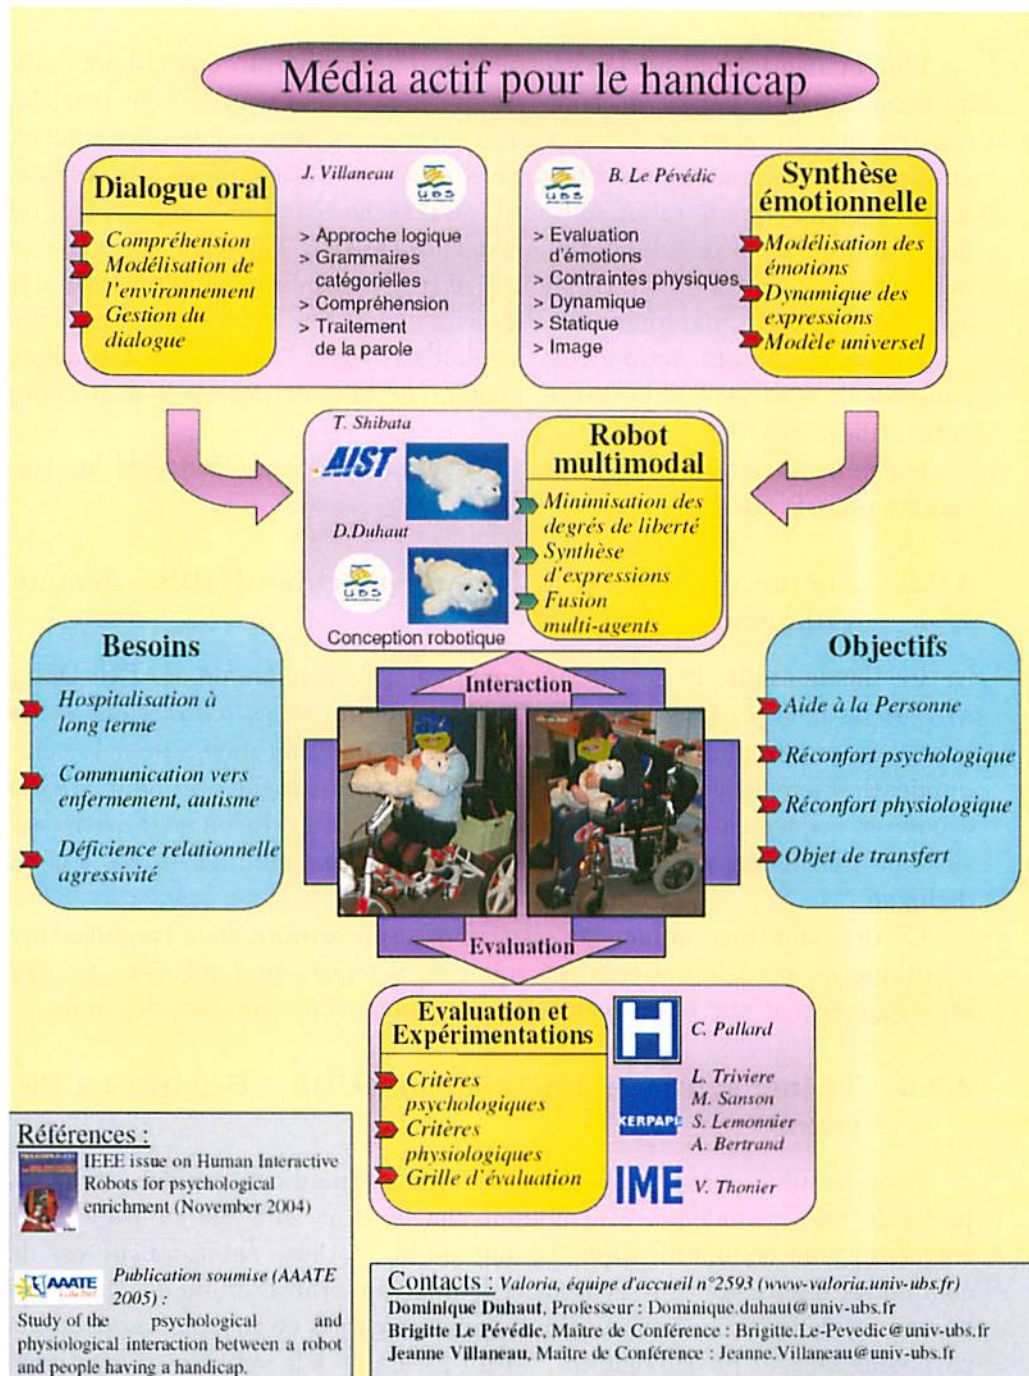 Média actif pour le handicap
Dialogue oral
Compréhension
Modélisation de
l'environnement
Gestion du
dialogue
J. Villaneau
UBS
> Approche logique
> Grammaires
catégorielles
> Compréhension
> Traitement
de la parole
UBS
B. Le Pévédic
> Evaluation
d'émotions
> Contraintes physiques
> Dynamique
> Statique
> Image
Synthèse
émotionnelle
Modélisation des
émotions
Dynamique des
expressions
Modèle universel
T. Shibata
AIST
D.Duhaut
UBS
Conception robotique
Robot
multimodal
Minimisation des
degrés de liberté
Synthèse
d'expressions
Fusion
multi-agents
Besoins
Hospitalisation à
long terme
Communication vers
enfermement, autisme
Déficience relationnelle
agressivité
Interaction
Evaluation
Objectifs
Aide à la Personne
Réconfort psychologique
Réconfort physiologique
Objet de transfert
Evaluation et
Expérimentations
Critères
psychologiques
Critères
physiologiques
Grille d'évaluation
H
C. Pallard
KERPAPE
L. Triviere
M. Sanson
S. Lemonnier
A. Bertrand
IME
V. Thonier
Références :
IEEE issue on Human Interactive
Robots for psychological
enrichment (November 2004)
AAATE
Publication soumise (AAATE
2005) :
Study of the psychological and
physiological interaction between a robot
and people having a handicap.
Contacts : Valoria, équipe d'accueil n°2593 (www-valoria.univ-ubs.fr)
Dominique Duhaut, Professeur : Dominique.duhaut@univ-ubs.fr
Brigitte Le Pévédic, Maître de Conférence : Brigitte.Le-Pevedic@univ-ubs.fr
Jeanne Villaneau, Maître de Conférence : Jeanne.Villaneau@univ-ubs.fr